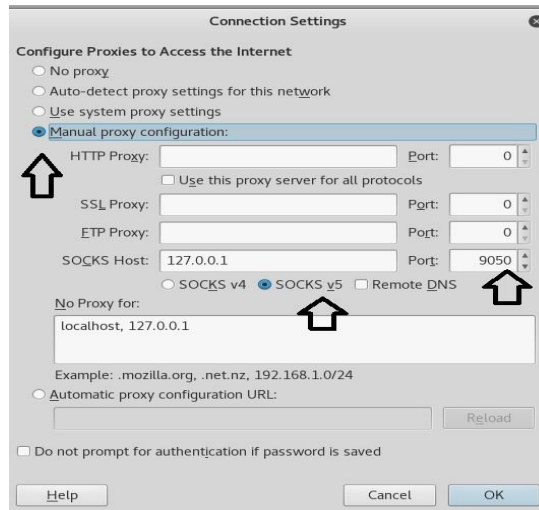 Connection Settings
Configure Proxies to Access the Internet
No proxy
Auto-detect proxy settings for this network
Use system proxy settings
Manual proxy configuration:
HTTP Proxy: Port: 0
Use this proxy server for all protocols
SSL Proxy: Port: 0
FTP Proxy: Port: 0
SOCKS Host: 127.0.0.1 Port: 9050
SOCKS v4 SOCKS v5 Remote DNS
No Proxy for:
localhost, 127.0.0.1
Example: .mozilla.org, .net.nz, 192.168.1.0/24
Automatic proxy configuration URL:
Reload
Do not prompt for authentication if password is saved
Help Cancel OK